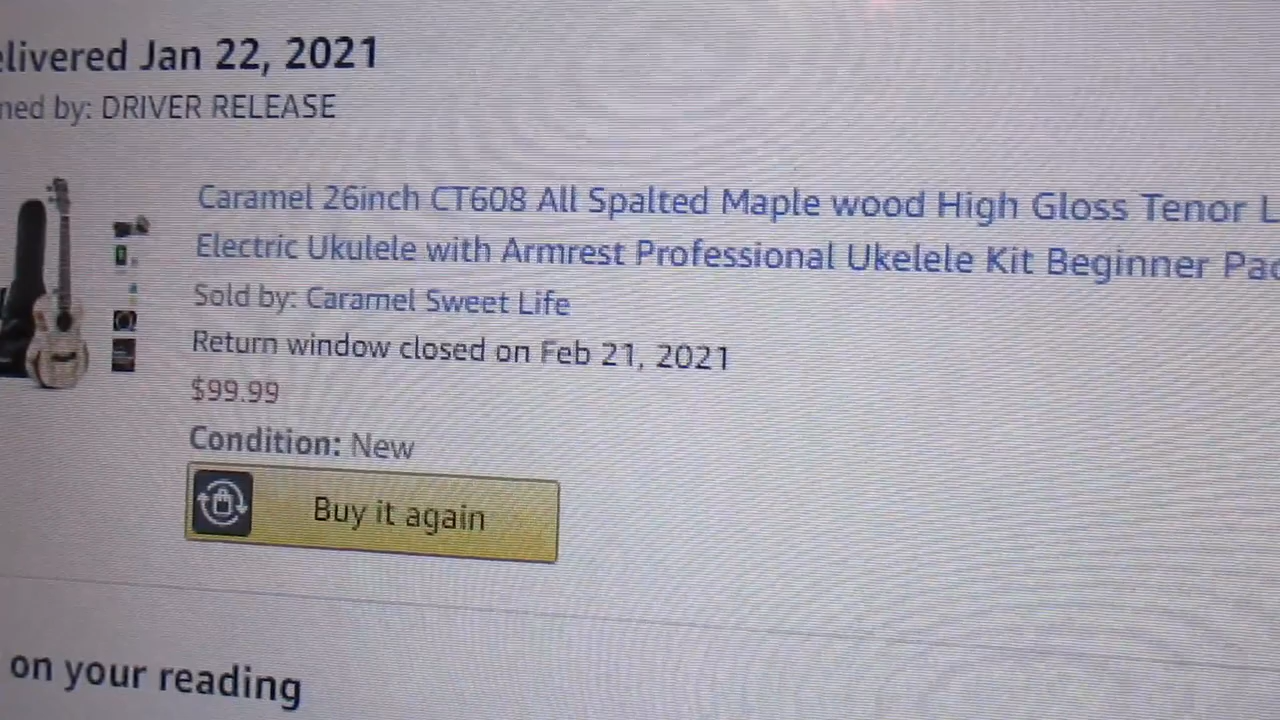 Jan 22, 2021
by: DRIVER RELEASE
Caramel 26inch CT608 All Spalted Maple wood High Gloss Tenor
Electric Ukulele with Armrest Professional Ukelele Kit Beginner
Sold by: Caramel Sweet Life
Return window closed on Feb 21, 2021
$99.99
Condition: New
Buy it again
on your reading